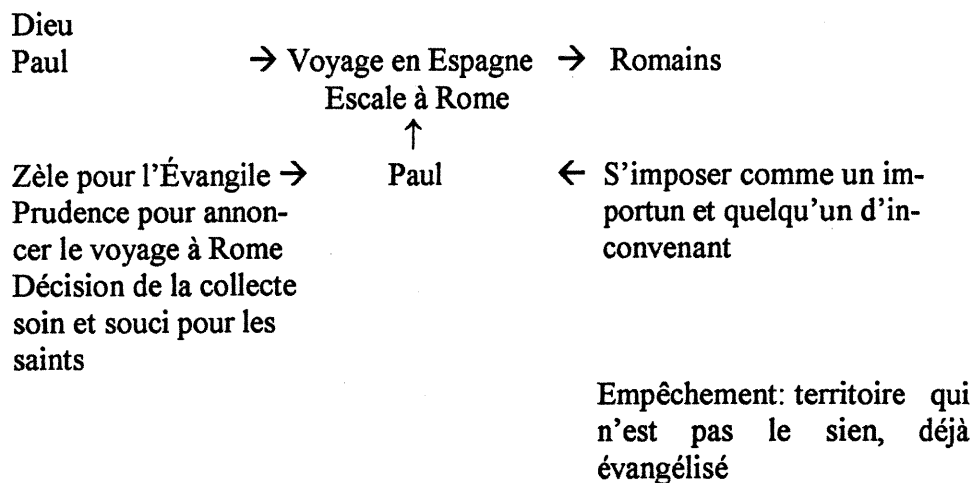 Dieu
Paul → Voyage en Espagne → Romains
Escale à Rome
↑
Zèle pour l'Évangile → Paul ← S'imposer comme un im-
Prudence pour annon- portun et quelqu'un d'in-
cer le voyage à Rome convenant
Décision de la collecte
soin et souci pour les
saints
Empêchement: territoire qui
n'est pas le sien, déjà
évangélisé